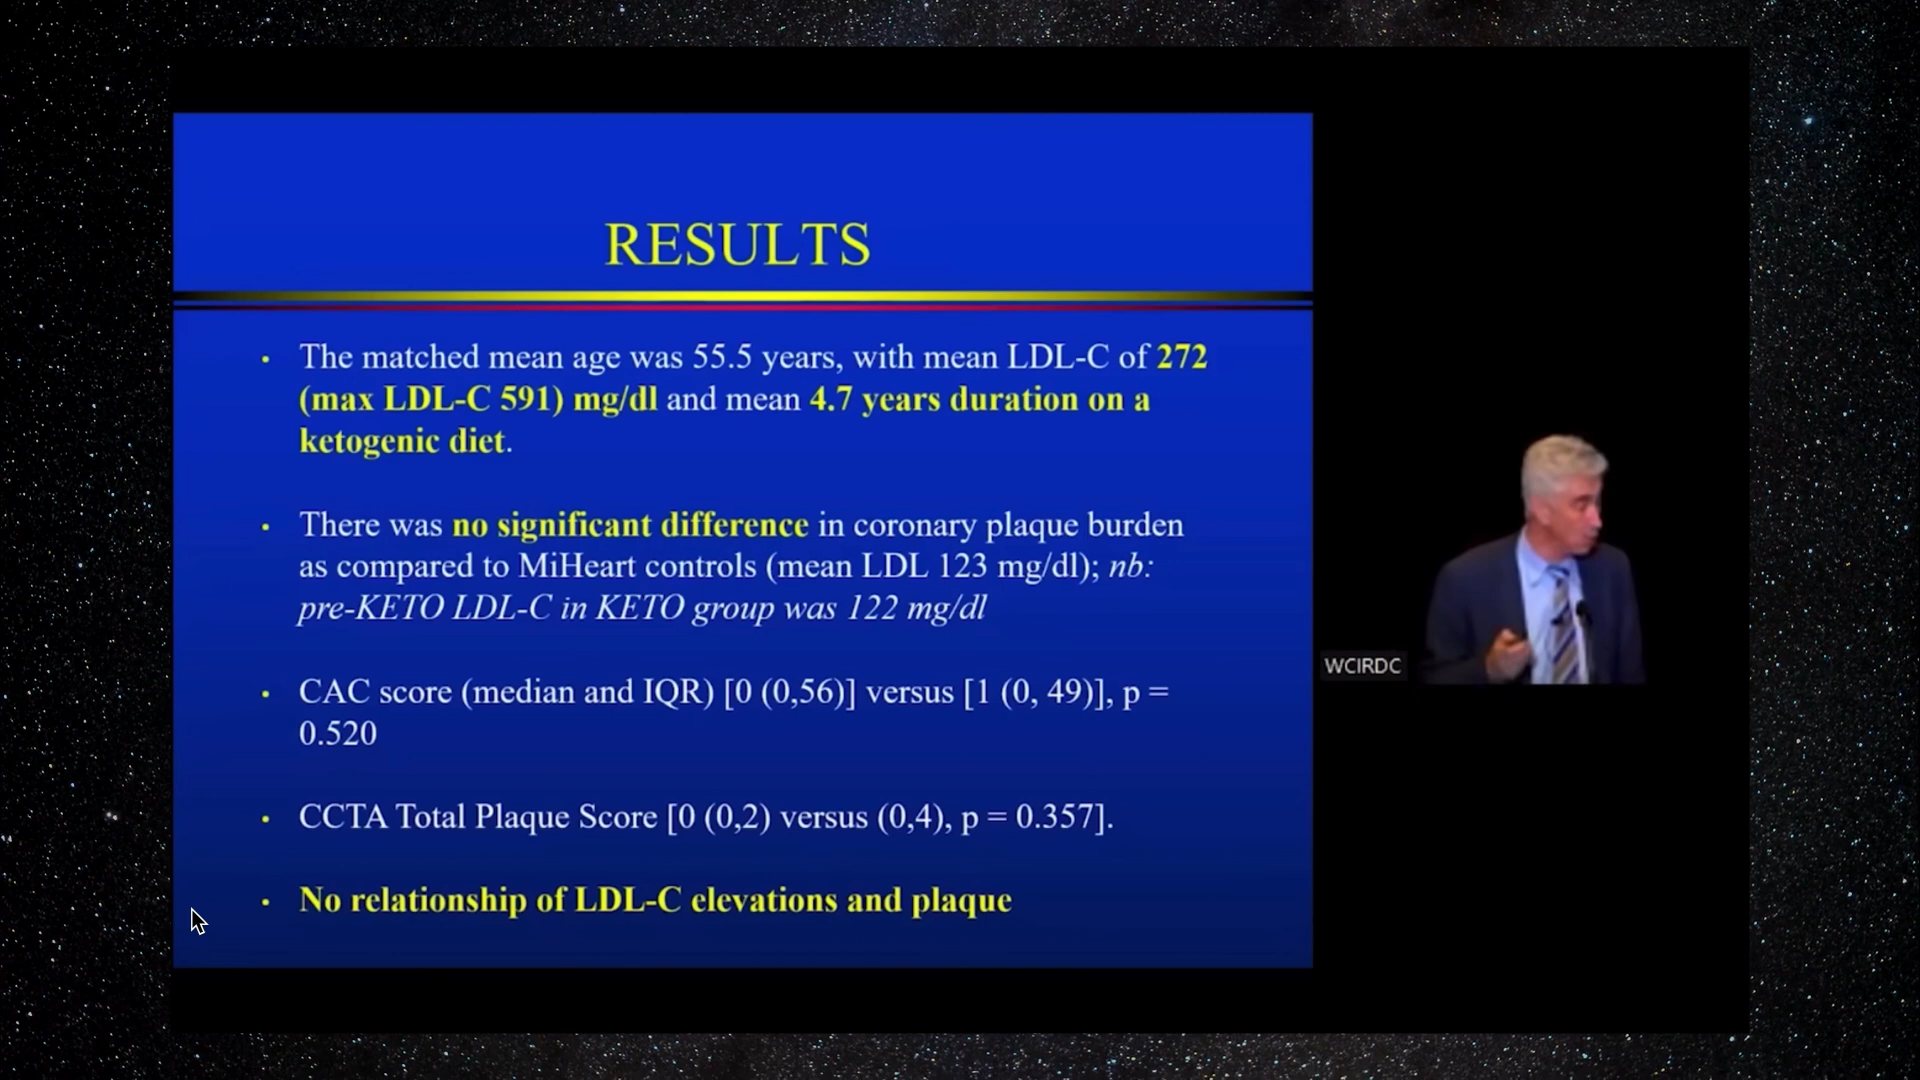 RESULTS
• The matched mean age was 55.5 years, with mean LDL-C of 272
(max LDL-C 591) mg/dl and mean 4.7 years duration on a
ketogenic diet.
• There was no significant difference in coronary plaque burden
as compared to MiHeart controls (mean LDL 123 mg/dl); nb:
pre-KETO LDL-C in KETO group was 122 mg/dl
• CAC score (median and IQR) [0 (0,56)] versus [1 (0, 49)], p =
0.520
• CCTA Total Plaque Score [0 (0,2) versus (0,4), p = 0.357].
• No relationship of LDL-C elevations and plaque
WCIRDC